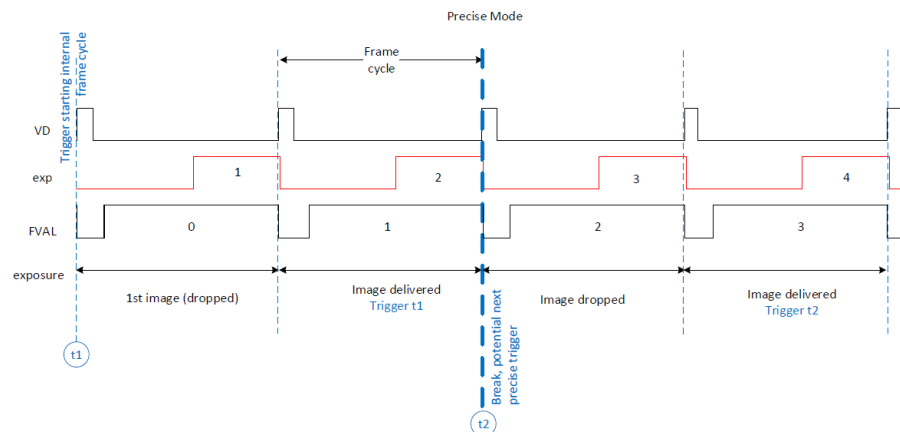 Precise Mode
Trigger starting internal
frame cycle
Frame
cycle
VD
exp
1
2
3
4
FVAL
0
1
2
3
exposure
1st image (dropped)
Image delivered
Trigger t1
Image dropped
Image delivered
Trigger t2
Break, potential next
precise trigger
t1
t2